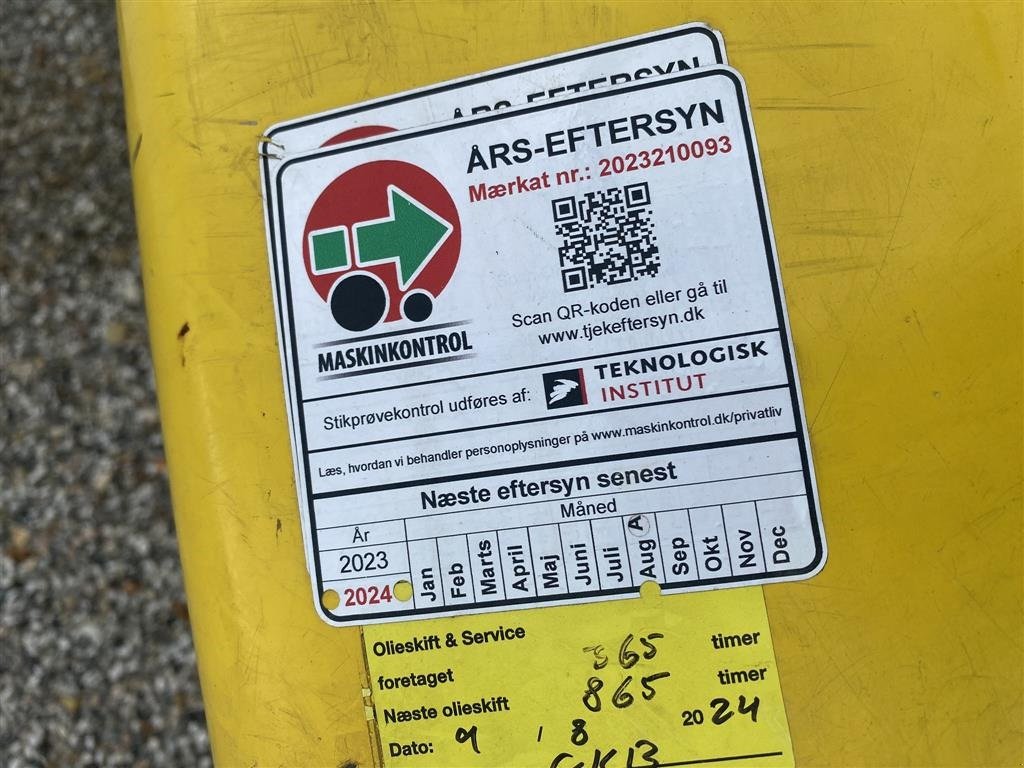 ÅRS-EFTERSYN
ÅRS-EFTERSYN
Mærkat nr.: 2023210093
Scan QR-koden eller gå til
www.tjekeftersyn.dk
MASKINKONTROL
Stikprøvekontrol udføres af:
TEKNOLOGISK
INSTITUT
Læs, hvordan vi behandler personoplysninger på www.maskinkontrol.dk/privatliv
Næste eftersyn senest
År
Måned
2023
2024
Jan Feb Marts April Maj Juni Juli Aug A Sep Okt Nov Dec
Olieskift & Service
foretaget 365 timer
Næste olieskift 865 timer
Dato: 9 / 8 2024